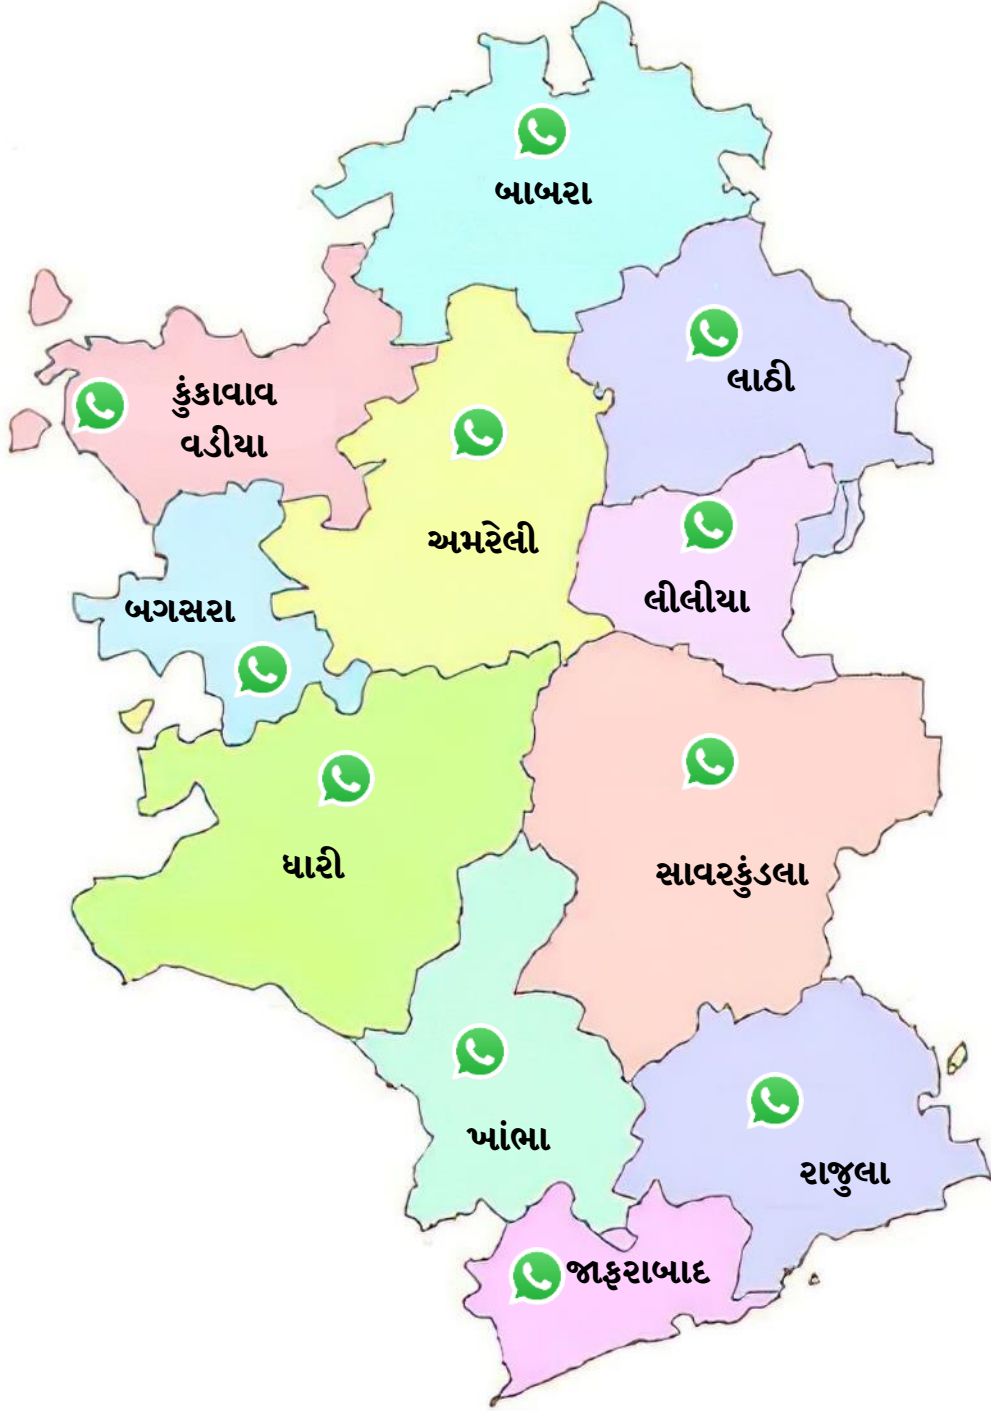 બાબરા
લાઠી
કુંકાવાવ
વડીયા
અમરેલી
લીલીયા
બગસરા
ધારી
સાવરકુંડલા
ખાંભા
રાજુલા
જાફરાબાદ